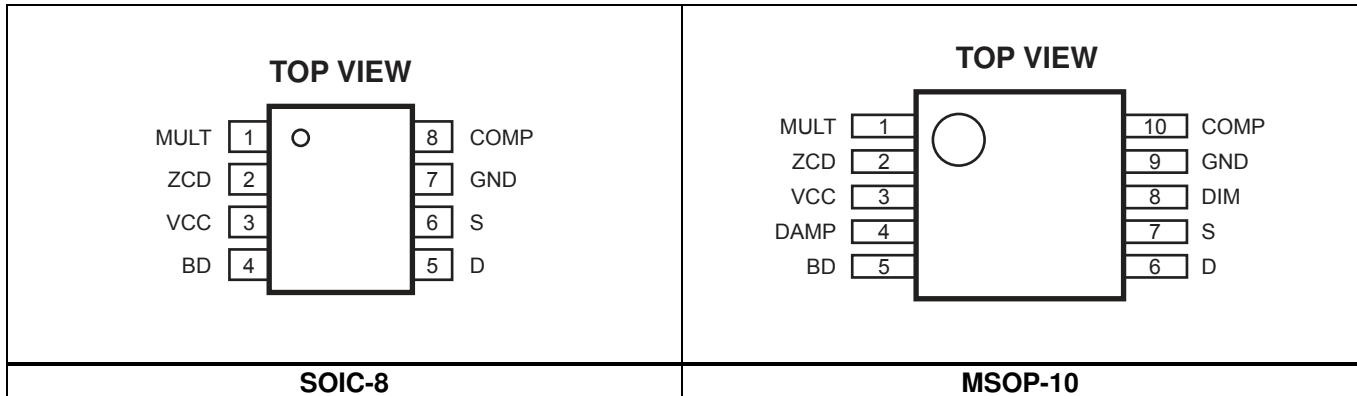 TOP VIEW
MULT 1 8 COMP
ZCD 2 7 GND
VCC 3 6 S
BD 4 5 D
SOIC-8
TOP VIEW
MULT 1 10 COMP
ZCD 2 9 GND
VCC 3 8 DIM
DAMP 4 7 S
BD 5 6 D
MSOP-10